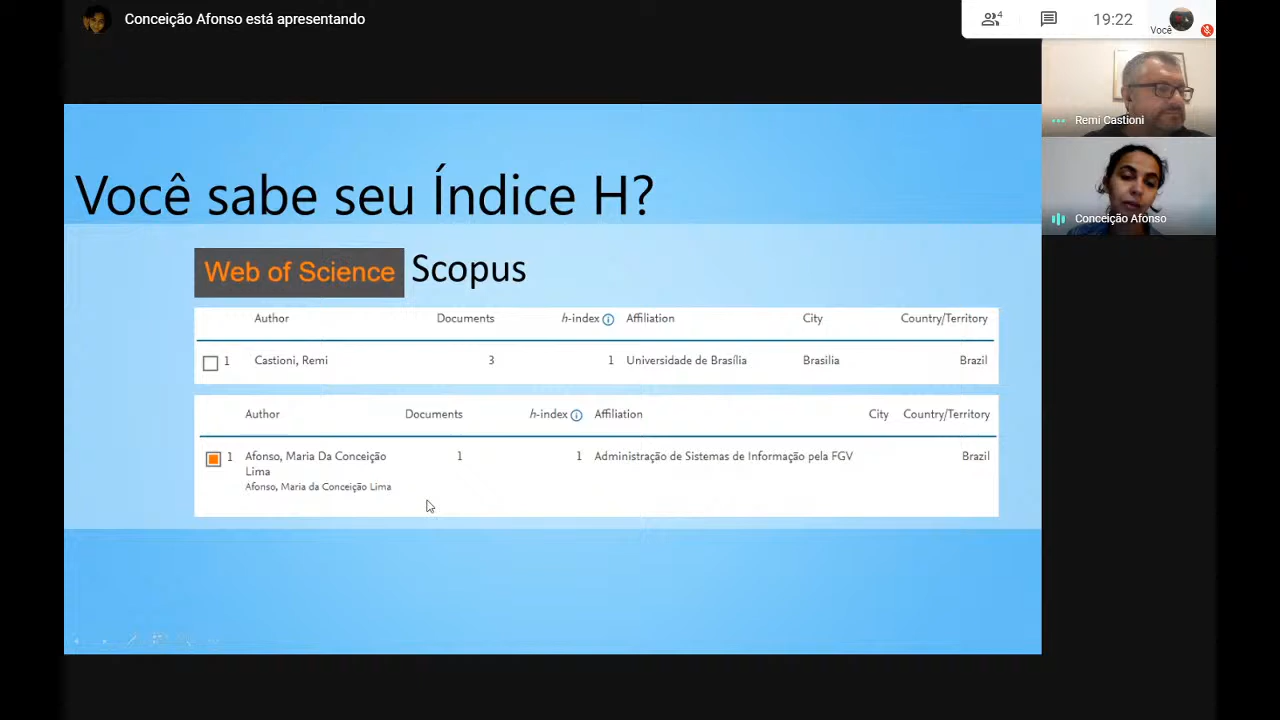 Conceição Afonso está apresentando
4
19:22
Você
Remi Castioni
Conceição Afonso
Você sabe seu Índice H?
Web of Science Scopus
Author Documents h-index Affiliation City Country/Territory
1 Castioni, Remi 3 1 Universidade de Brasília Brasilia Brazil
Author Documents h-index Affiliation City Country/Territory
1 Afonso, Maria Da Conceição 1 1 Administração de Sistemas de Informação pela FGV Brazil
Lima
Afonso, Maria da Conceição Lima